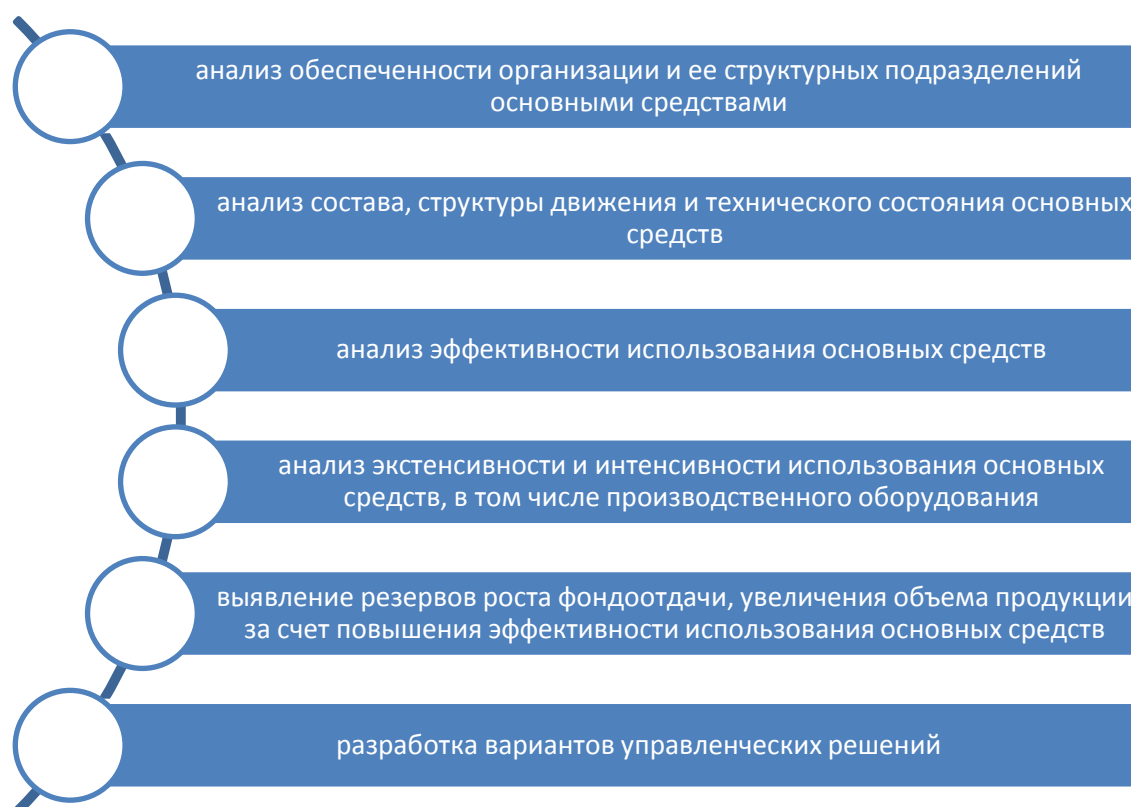 анализ обеспеченности организации и ее структурных подразделений
основными средствами
анализ состава, структуры движения и технического состояния основных
средств
анализ эффективности использования основных средств
анализ экстенсивности и интенсивности использования основных
средств, в том числе производственного оборудования
выявление резервов роста фондоотдачи, увеличения объема продукции
за счет повышения эффективности использования основных средств
разработка вариантов управленческих решений